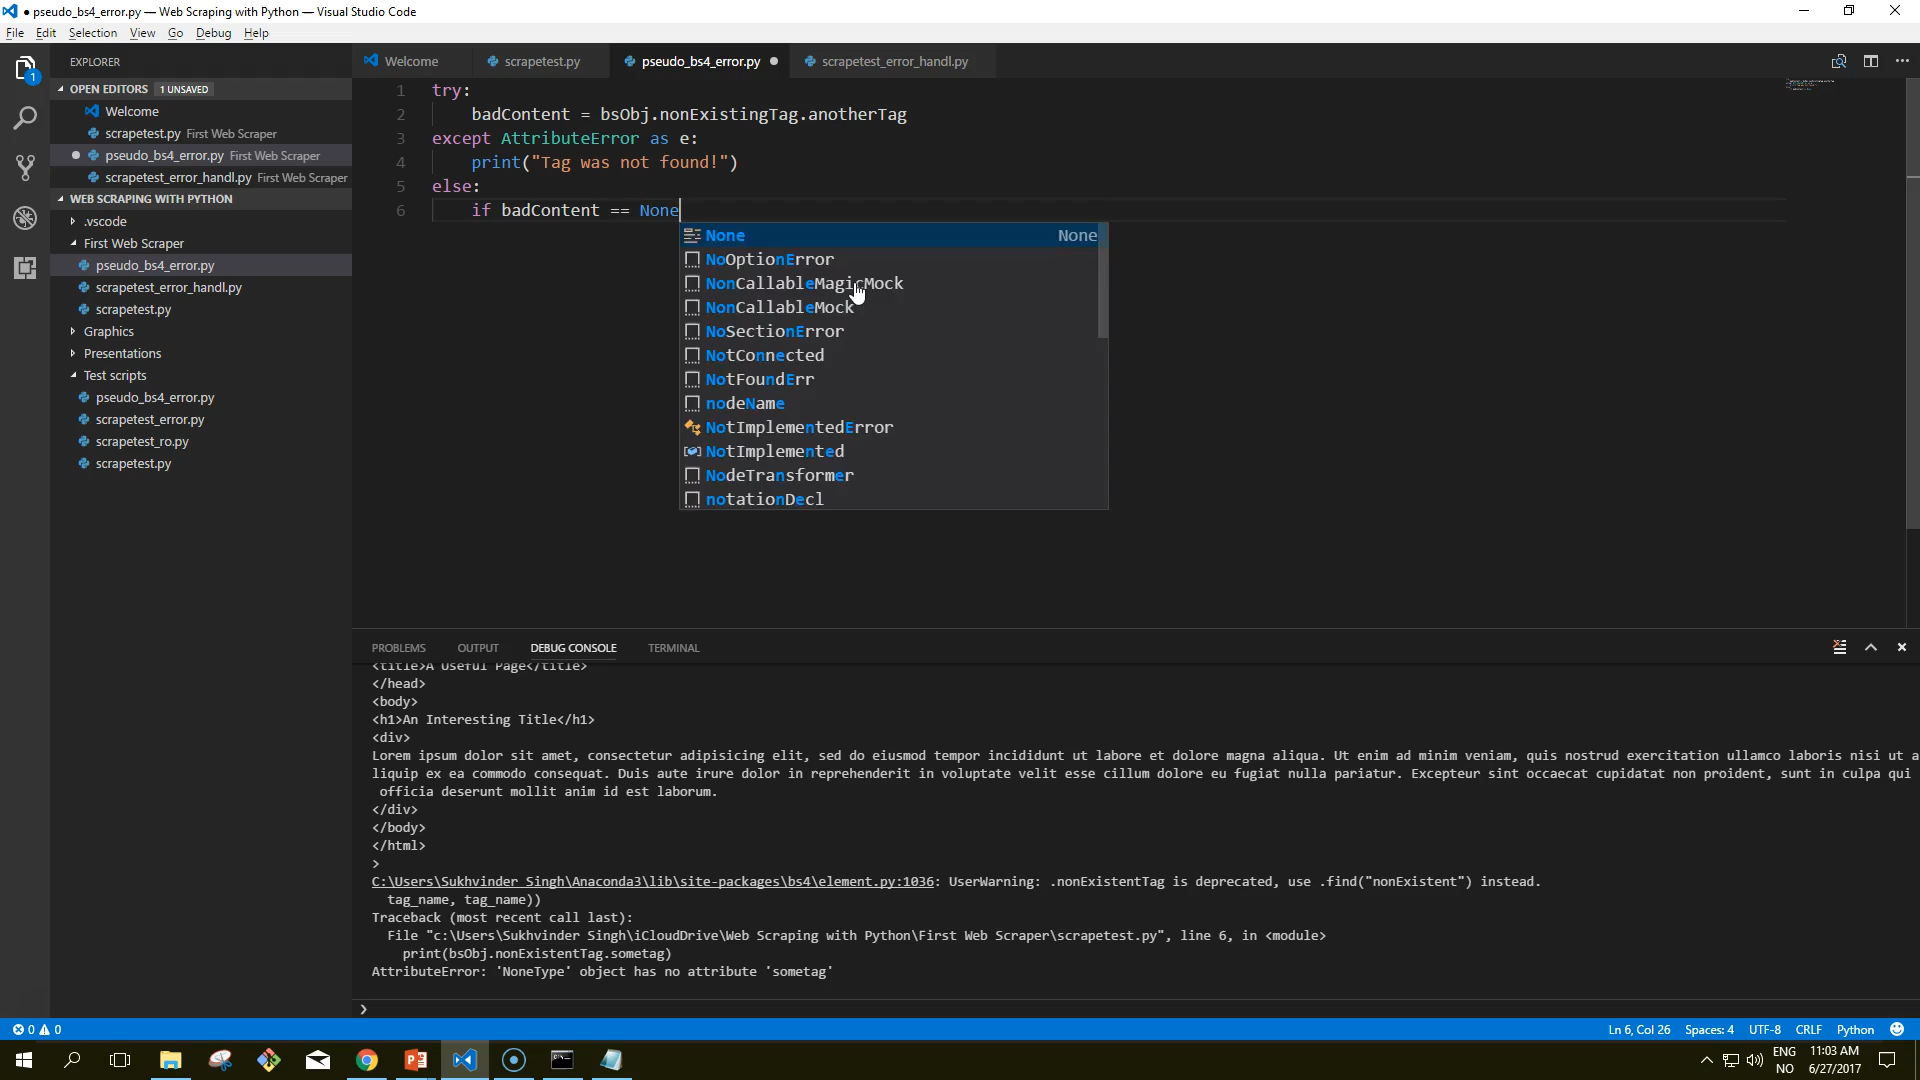 ● pseudo_bs4_error.py — Web Scraping with Python — Visual Studio Code
File Edit Selection View Go Debug Help
EXPLORER
OPEN EDITORS 1 UNSAVED
Welcome
scrapetest.py First Web Scraper
pseudo_bs4_error.py First Web Scraper
scrapetest_error_handl.py First Web Scraper
WEB SCRAPING WITH PYTHON
.vscode
First Web Scraper
pseudo_bs4_error.py
scrapetest_error_handl.py
scrapetest.py
Graphics
Presentations
Test scripts
pseudo_bs4_error.py
scrapetest_error.py
scrapetest_ro.py
scrapetest.py
1
Welcome scrapetest.py pseudo_bs4_error.py ● scrapetest_error_handl.py
1 try:
2 badContent = bsObj.nonExistingTag.anotherTag
3 except AttributeError as e:
4 print("Tag was not found!")
5 else:
6 if badContent == None
None None
NoOptionError
NonCallableMagicMock
NonCallableMock
NoSectionError
NotConnected
NotFoundErr
nodeName
NotImplementedError
NotImplemented
NodeTransformer
notationDecl
PROBLEMS OUTPUT DEBUG CONSOLE TERMINAL
<title>A Useful Page</title>
</head>
<body>
<h1>An Interesting Title</h1>
<div>
Lorem ipsum dolor sit amet, consectetur adipisicing elit, sed do eiusmod tempor incididunt ut labore et dolore magna aliqua. Ut enim ad minim veniam, quis nostrud exercitation ullamco laboris nisi ut a
liquip ex ea commodo consequat. Duis aute irure dolor in reprehenderit in voluptate velit esse cillum dolore eu fugiat nulla pariatur. Excepteur sint occaecat cupidatat non proident, sunt in culpa qui
officia deserunt mollit anim id est laborum.
</div>
</body>
</html>
>
C:\Users\Sukhvinder Singh\Anaconda3\lib\site-packages\bs4\element.py:1036: UserWarning: .nonExistentTag is deprecated, use .find("nonExistent") instead.
tag_name, tag_name))
Traceback (most recent call last):
File "c:\Users\Sukhvinder Singh\iCloudDrive\Web Scraping with Python\First Web Scraper\scrapetest.py", line 6, in <module>
print(bsObj.nonExistentTag.sometag)
AttributeError: 'NoneType' object has no attribute 'sometag'
0 0 Ln 6, Col 26 Spaces: 4 UTF-8 CRLF Python
ENG 11:03 AM
NO 6/27/2017